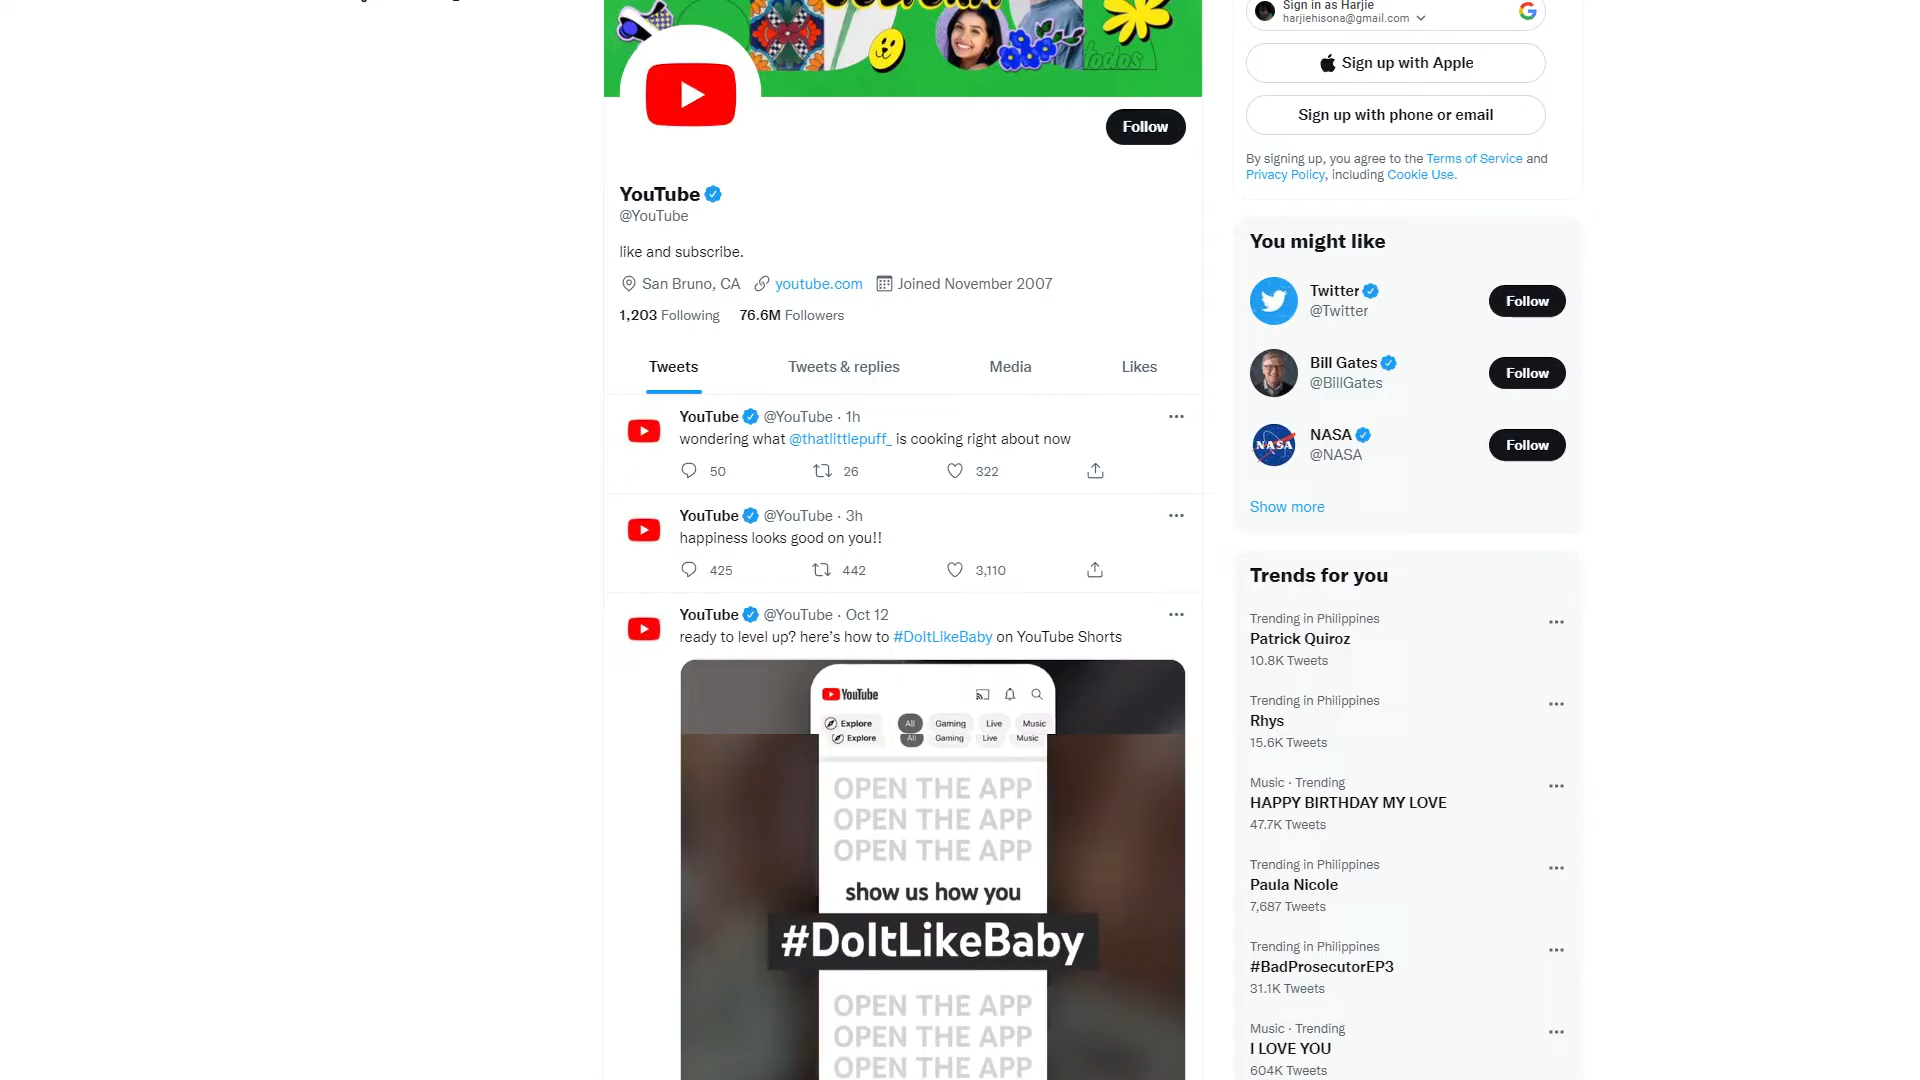 todos
Follow
YouTube
@YouTube
like and subscribe.
San Bruno, CA youtube.com Joined November 2007
1,203 Following 76.6M Followers
Tweets Tweets & replies Media Likes
YouTube @YouTube · 1h
wondering what @thatlittlepuff_ is cooking right about now
50 26 322
YouTube @YouTube · 3h
happiness looks good on you!!
425 442 3,110
YouTube @YouTube · Oct 12
ready to level up? here's how to #DoItLikeBaby on YouTube Shorts
YouTube
Explore All Gaming Live Music
Explore All Gaming Live Music
OPEN THE APP
OPEN THE APP
OPEN THE APP
show us how you
#DoItLikeBaby
OPEN THE APP
OPEN THE APP
OPEN THE APP
Sign in as Harjie
harjiehisona@gmail.com
Sign up with Apple
Sign up with phone or email
By signing up, you agree to the Terms of Service and
Privacy Policy, including Cookie Use.
You might like
Twitter
@Twitter
Follow
Bill Gates
@BillGates
Follow
NASA
NASA
@NASA
Follow
Show more
Trends for you
Trending in Philippines
Patrick Quiroz
10.8K Tweets
Trending in Philippines
Rhys
15.6K Tweets
Music · Trending
HAPPY BIRTHDAY MY LOVE
47.7K Tweets
Trending in Philippines
Paula Nicole
7,687 Tweets
Trending in Philippines
#BadProsecutorEP3
31.1K Tweets
Music · Trending
I LOVE YOU
604K Tweets